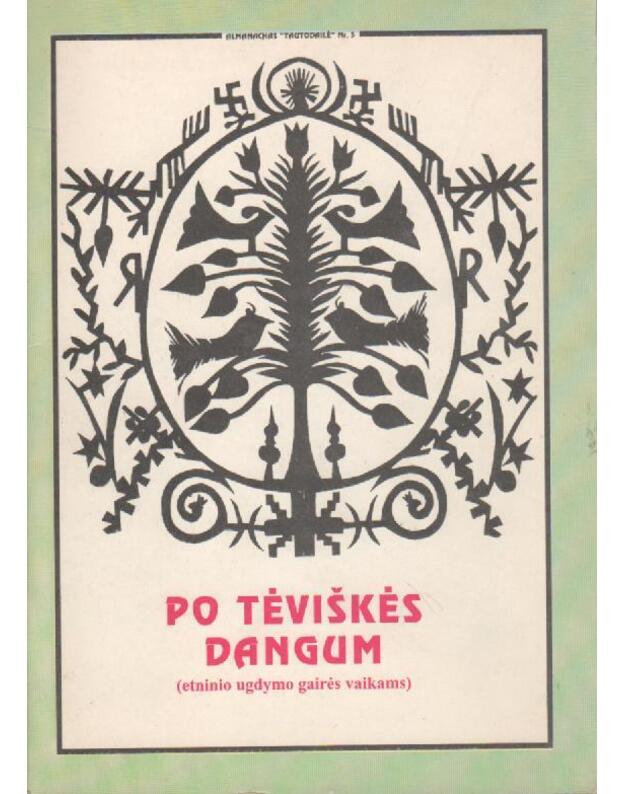 ALMANACHAS "TAUTODAILĖ" Nr. 5
R R
PO TĖVIŠKĖS
DANGUM
(etninio ugdymo gairės vaikams)